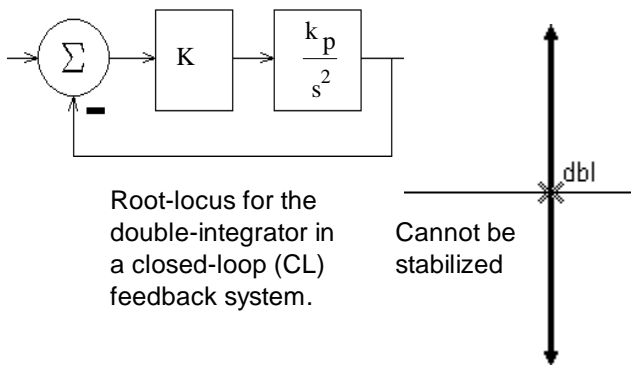 Σ
K
k p
s 2
dbl
Root-locus for the
double-integrator in
a closed-loop (CL)
feedback system.
Cannot be
stabilized